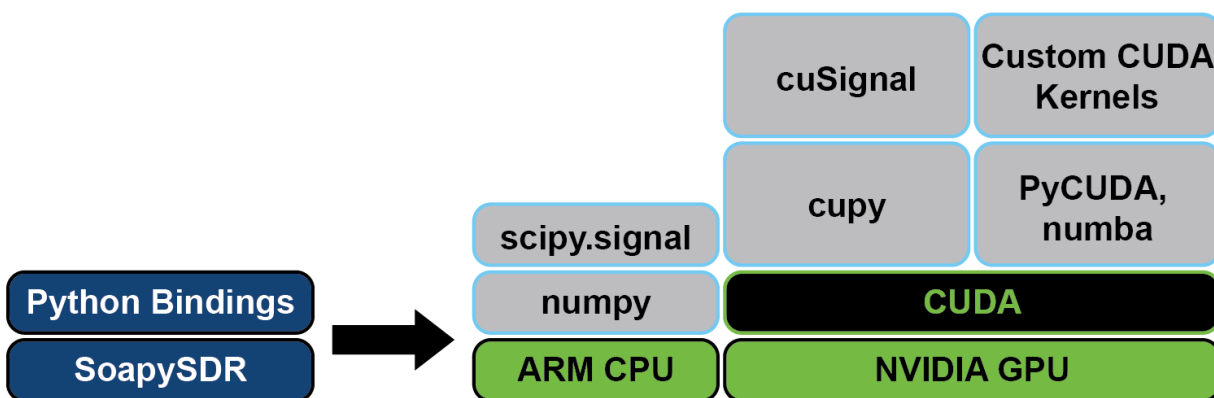 cuSignal
Custom CUDA
Kernels
cupy
PyCUDA,
numba
scipy.signal
numpy
CUDA
Python Bindings
SoapySDR
ARM CPU
NVIDIA GPU